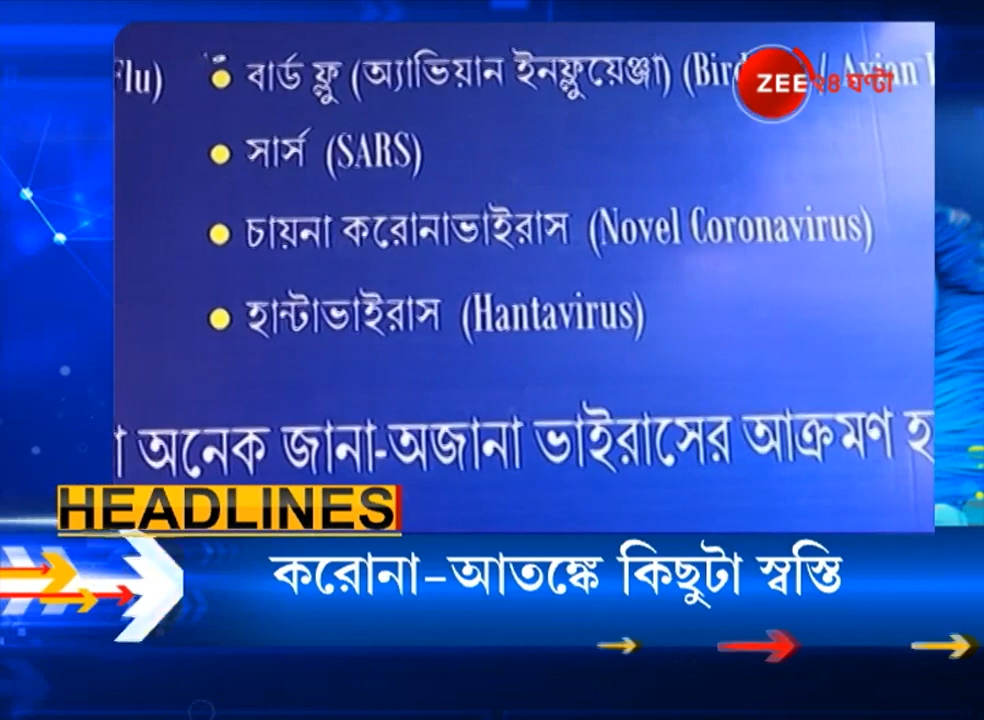 Flu)
বার্ড ফ্লু (অ্যাভিয়ান ইনফ্লুয়েঞ্জা) (Bird / Avian
ZEE ২৪ ঘণ্টা
সার্স (SARS)
চায়না করোনাভাইরাস (Novel Coronavirus)
হান্টাভাইরাস (Hantavirus)
অনেক জানা-অজানা ভাইরাসের আক্রমণ হ
HEADLINES
করোনা-আতঙ্কে কিছুটা স্বস্তি